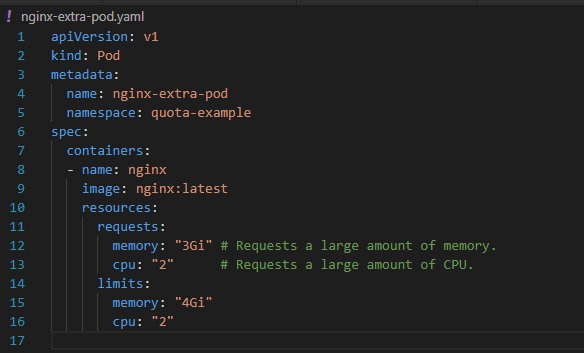 ! nginx-extra-pod.yaml
1 apiVersion: v1
2 kind: Pod
3 metadata:
4   name: nginx-extra-pod
5   namespace: quota-example
6 spec:
7   containers:
8   - name: nginx
9     image: nginx:latest
10     resources:
11       requests:
12         memory: "3Gi" # Requests a large amount of memory.
13         cpu: "2"      # Requests a large amount of CPU.
14       limits:
15         memory: "4Gi"
16         cpu: "2"
17